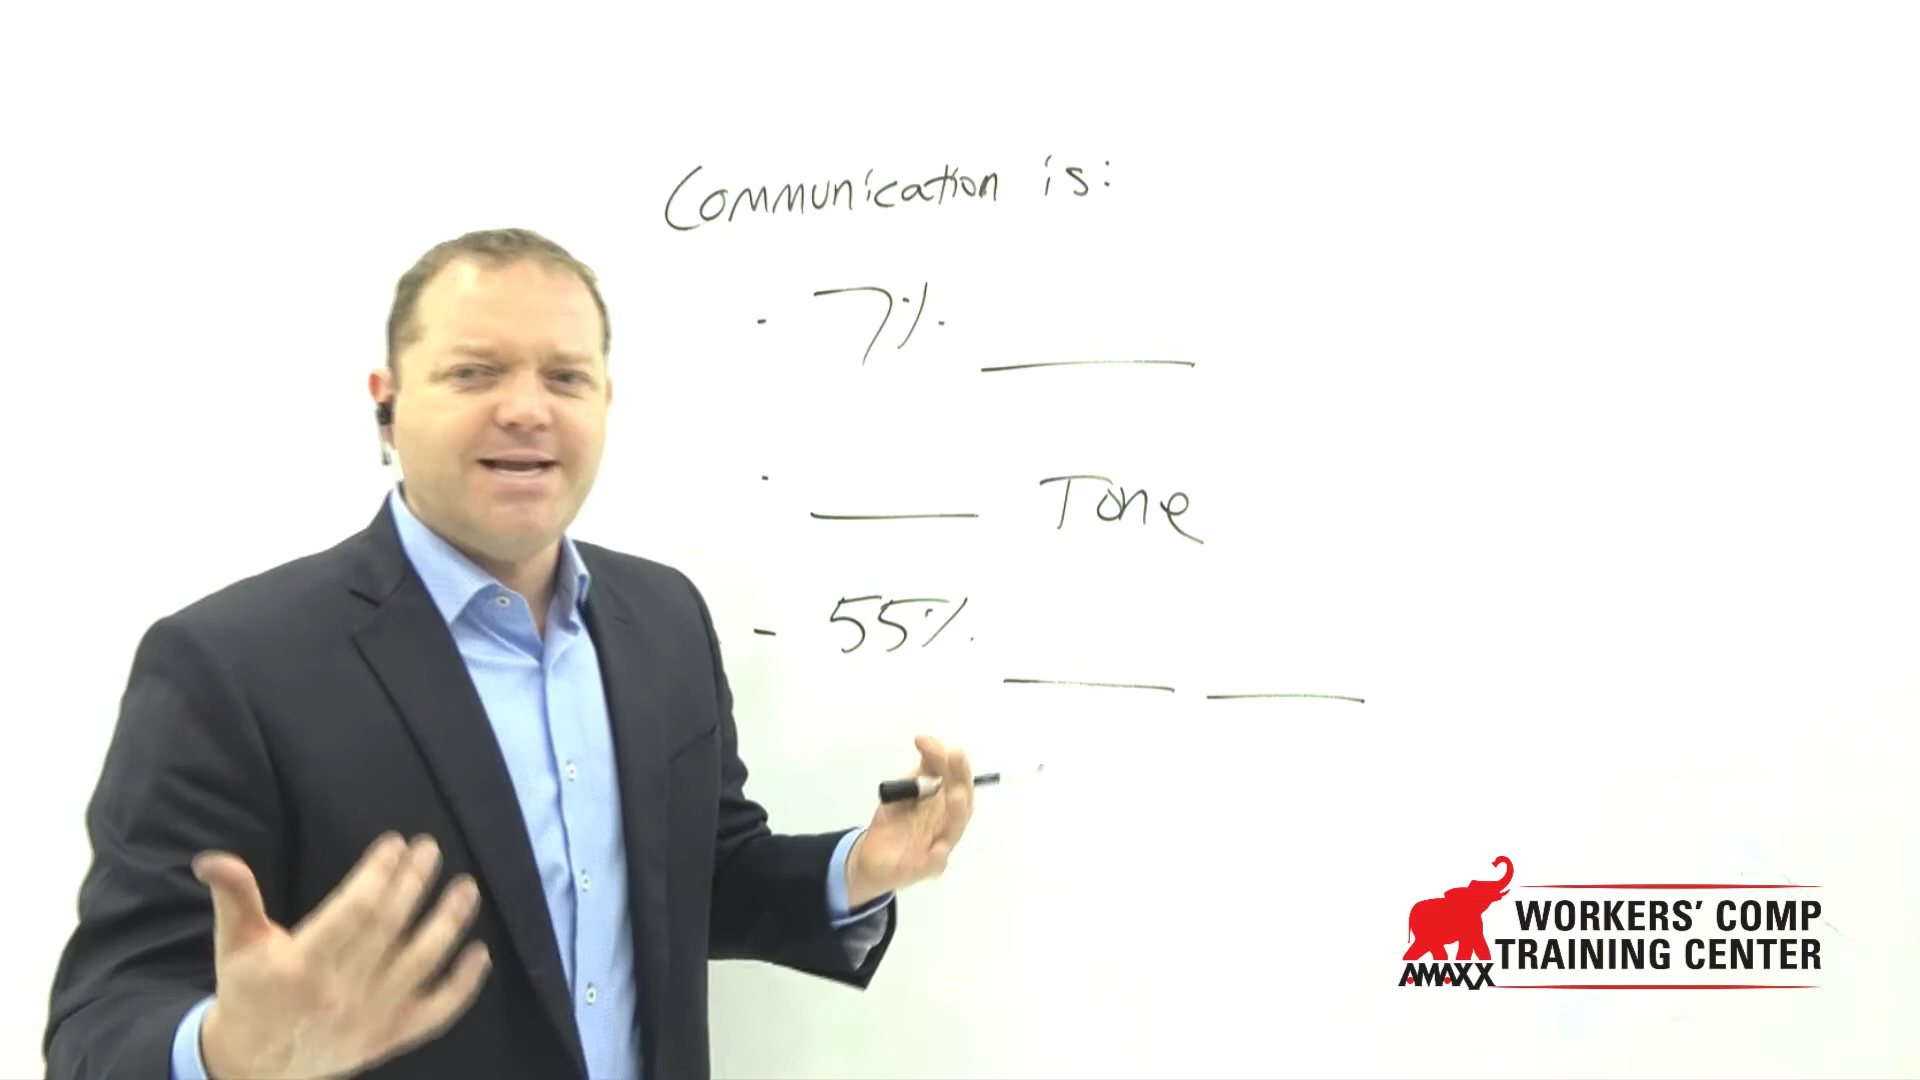 Communication is:
- 7% ____
- ____ Tone
- 55% ____ ____
WORKERS' COMP
TRAINING CENTER
AMAXX